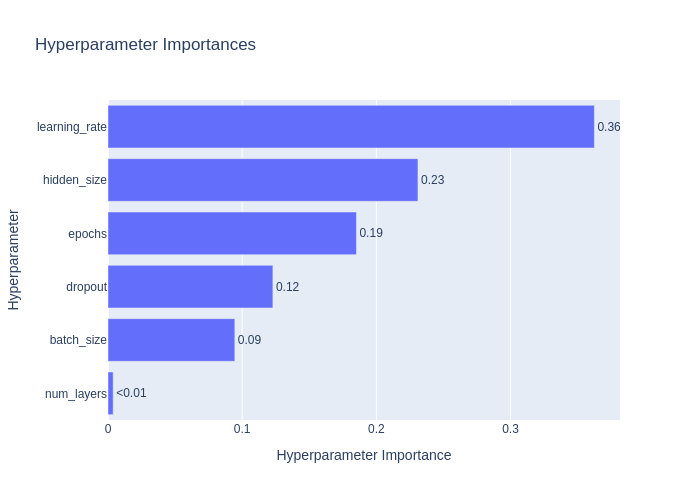 Hyperparameter Importances
Hyperparameter
learning_rate 0.36
hidden_size 0.23
epochs 0.19
dropout 0.12
batch_size 0.09
num_layers <0.01
0 0.1 0.2 0.3
Hyperparameter Importance